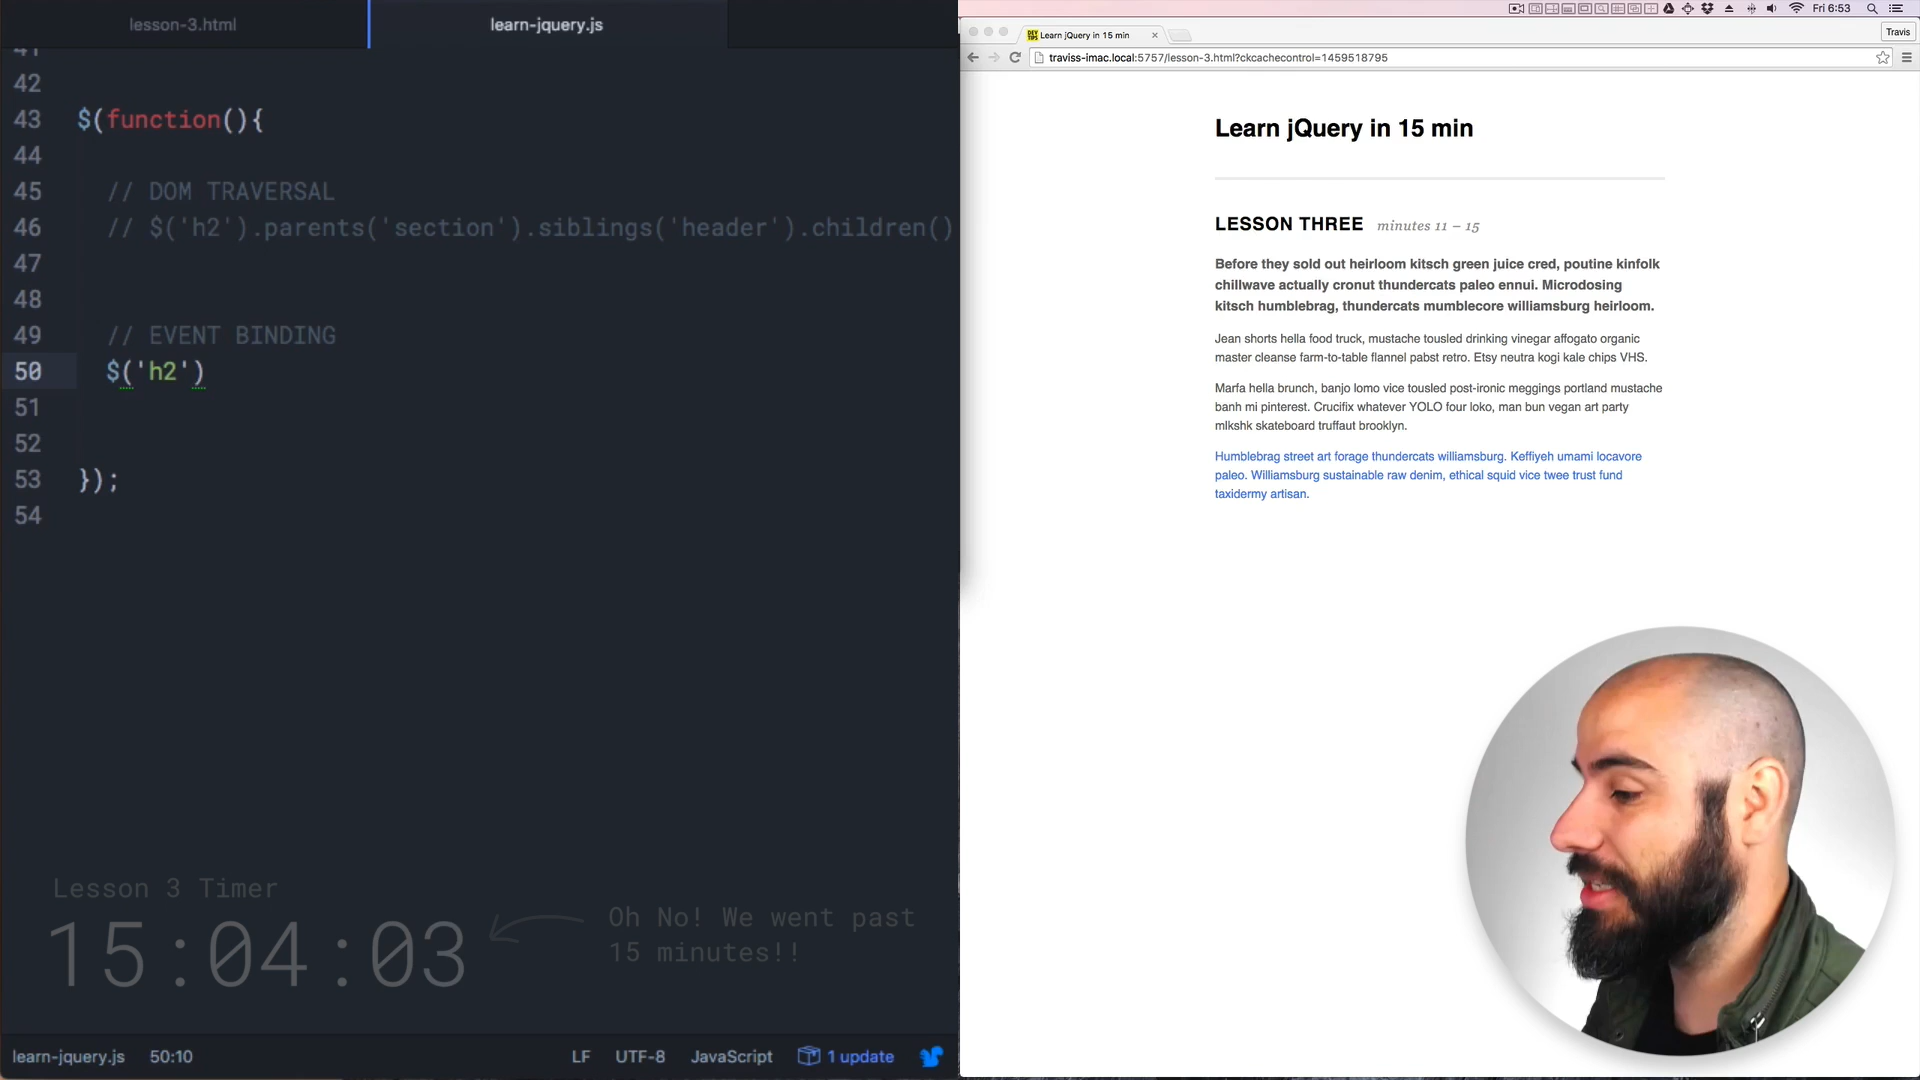 lesson-3.html
learn-jquery.js
42
43 $(function(){
44
45 // DOM TRAVERSAL
46 // $('h2').parents('section').siblings('header').children()
47
48
49 // EVENT BINDING
50 $('h2')
51
52
53 });
54
Lesson 3 Timer
15:04:03
Oh No! We went past
15 minutes!!
learn-jquery.js 50:10 LF UTF-8 JavaScript 1 update
Fri 6:53
DEV TIPS Learn jQuery in 15 min
Travis
traviss-imac.local:5757/lesson-3.html?ckcachecontrol=1459518795
Learn jQuery in 15 min
LESSON THREE minutes 11 – 15
Before they sold out heirloom kitsch green juice cred, poutine kinfolk
chillwave actually cronut thundercats paleo ennui. Microdosing
kitsch humblebrag, thundercats mumblecore williamsburg heirloom.
Jean shorts hella food truck, mustache tousled drinking vinegar affogato organic
master cleanse farm-to-table flannel pabst retro. Etsy neutra kogi kale chips VHS.
Marfa hella brunch, banjo lomo vice tousled post-ironic meggings portland mustache
banh mi pinterest. Crucifix whatever YOLO four loko, man bun vegan art party
mlkshk skateboard truffaut brooklyn.
Humblebrag street art forage thundercats williamsburg. Keffiyeh umami locavore
paleo. Williamsburg sustainable raw denim, ethical squid vice twee trust fund
taxidermy artisan.